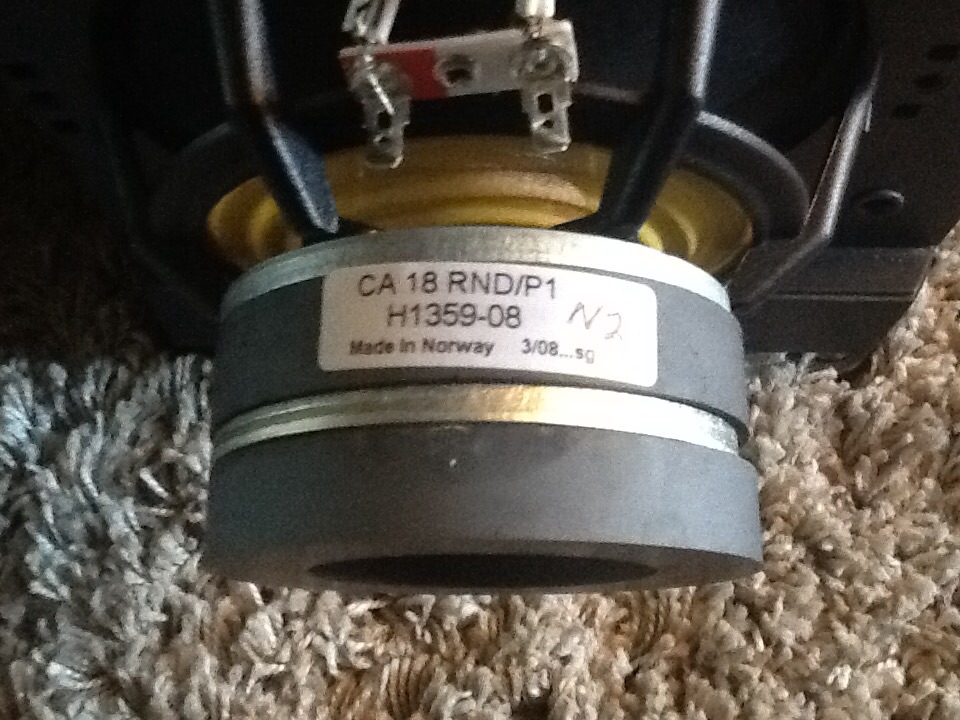 CA 18 RND/P1
H1359-08 N2
Made In Norway 3/08...sg